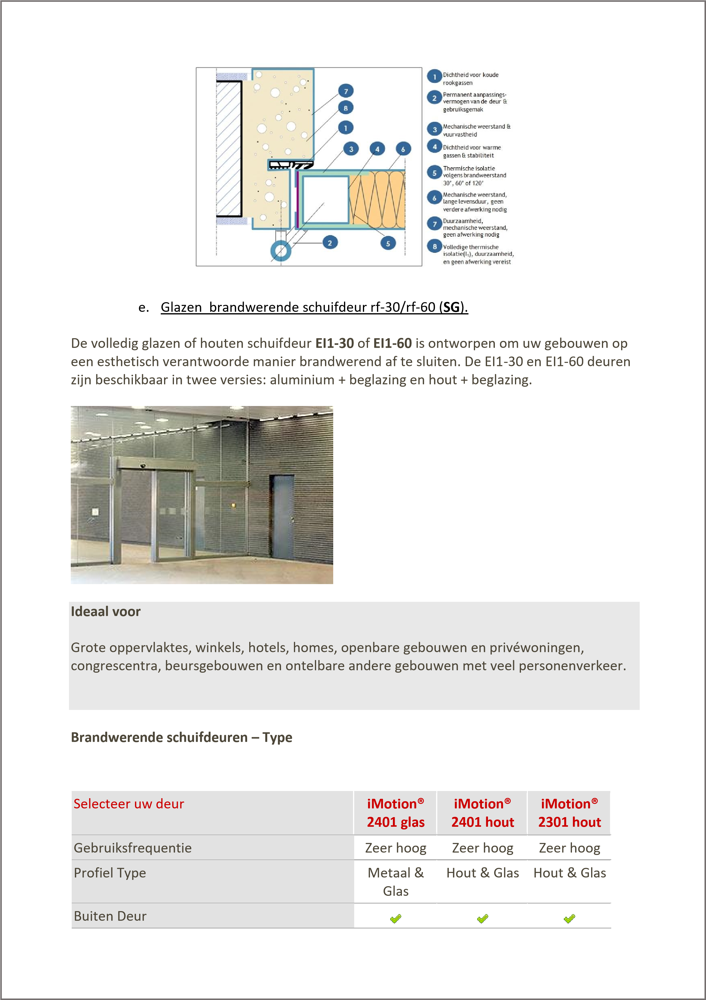 7
8
1
3
4
6
2
5
1 Dichtheid voor koude
rookgassen
2 Permanent aanpassings-
vermogen van de deur &
gebruiksgemak
3 Mechanische weerstand &
vuurvastheid
4 Dichtheid voor warme
gassen & stabiliteit
5 Thermische isolatie
volgens brandweerstand
30', 60' of 120'
6 Mechanische weerstand,
lange levensduur, geen
verdere afwerking nodig
7 Duurzaamheid,
mechanische weerstand,
geen afwerking nodig
8 Volledige thermische
isolatie(I₁), duurzaamheid,
en geen afwerking vereist
e. Glazen brandwerende schuifdeur rf-30/rf-60 (SG).
De volledig glazen of houten schuifdeur EI1-30 of EI1-60 is ontworpen om uw gebouwen op
een esthetisch verantwoorde manier brandwerend af te sluiten. De EI1-30 en EI1-60 deuren
zijn beschikbaar in twee versies: aluminium + beglazing en hout + beglazing.
Ideaal voor
Grote oppervlaktes, winkels, hotels, homes, openbare gebouwen en privéwoningen,
congrescentra, beursgebouwen en ontelbare andere gebouwen met veel personenverkeer.
Brandwerende schuifdeuren – Type
Selecteer uw deur iMotion® iMotion® iMotion®
2401 glas 2401 hout 2301 hout
Gebruiksfrequentie Zeer hoog Zeer hoog Zeer hoog
Profiel Type Metaal & Hout & Glas Hout & Glas
Glas
Buiten Deur